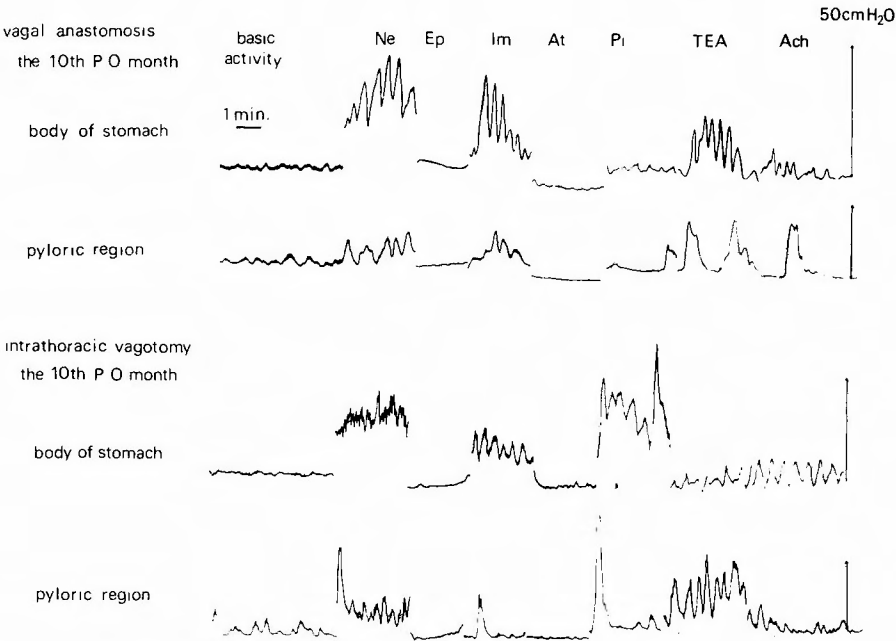 50cmH₂O
vagal anastomosis
the 10th P O month
basic activity
Ne Ep Im At Pi TEA Ach
1 min.
body of stomach
pyloric region
intrathoracic vagotomy
the 10th P O month
body of stomach
pyloric region